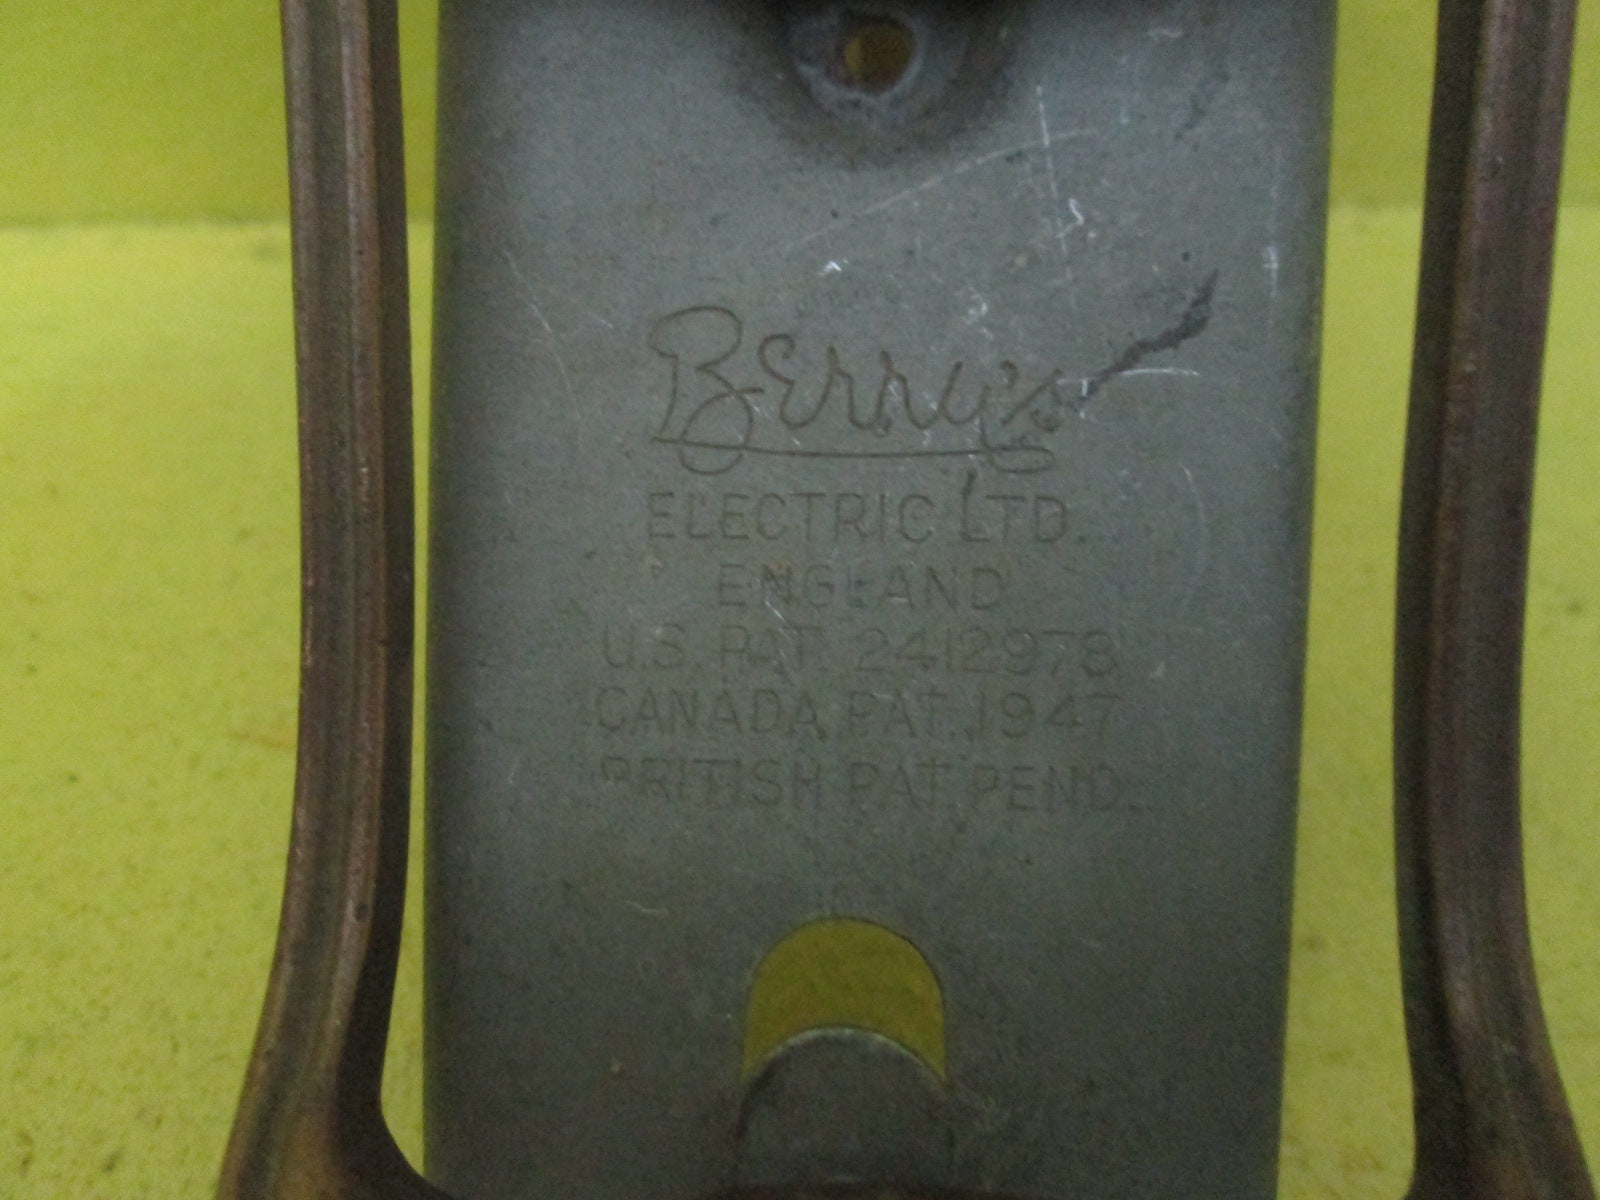 Berry's
ELECTRIC LTD.
ENGLAND
U.S. PAT. 2412978
CANADA PAT. 1947
BRITISH PAT. PEND.